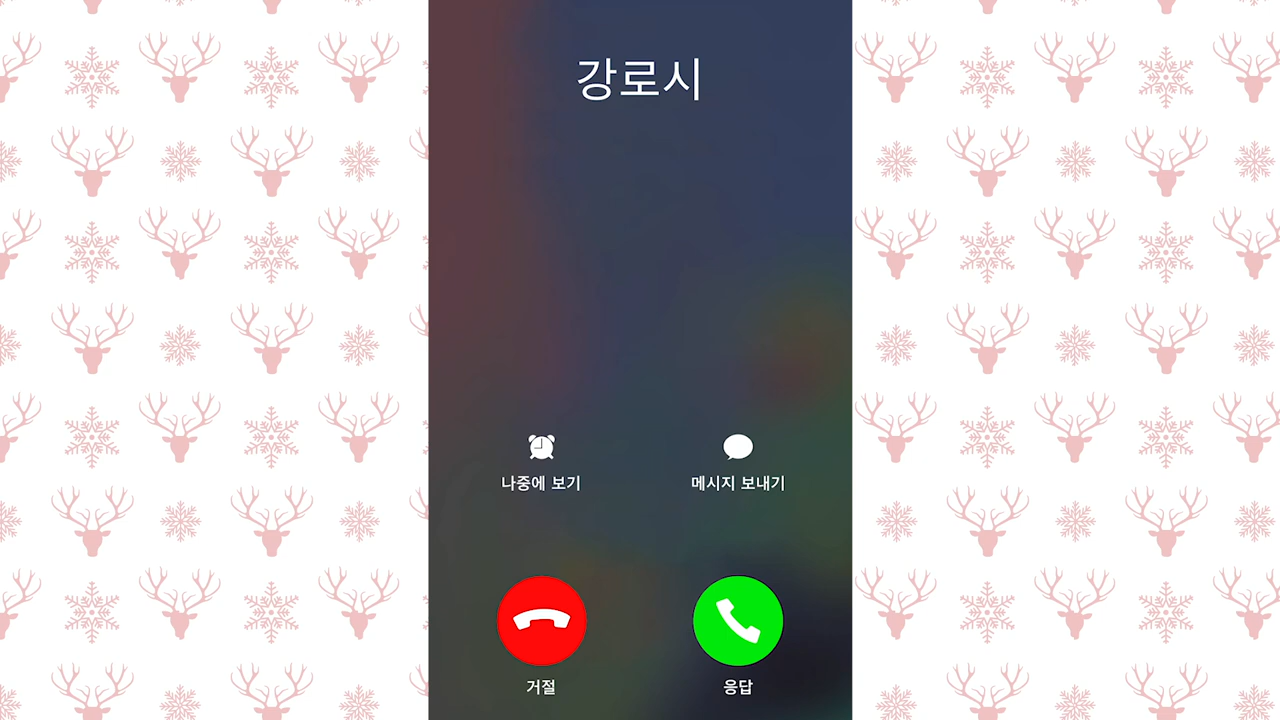 강로시
나중에 보기
메시지 보내기
거절
응답